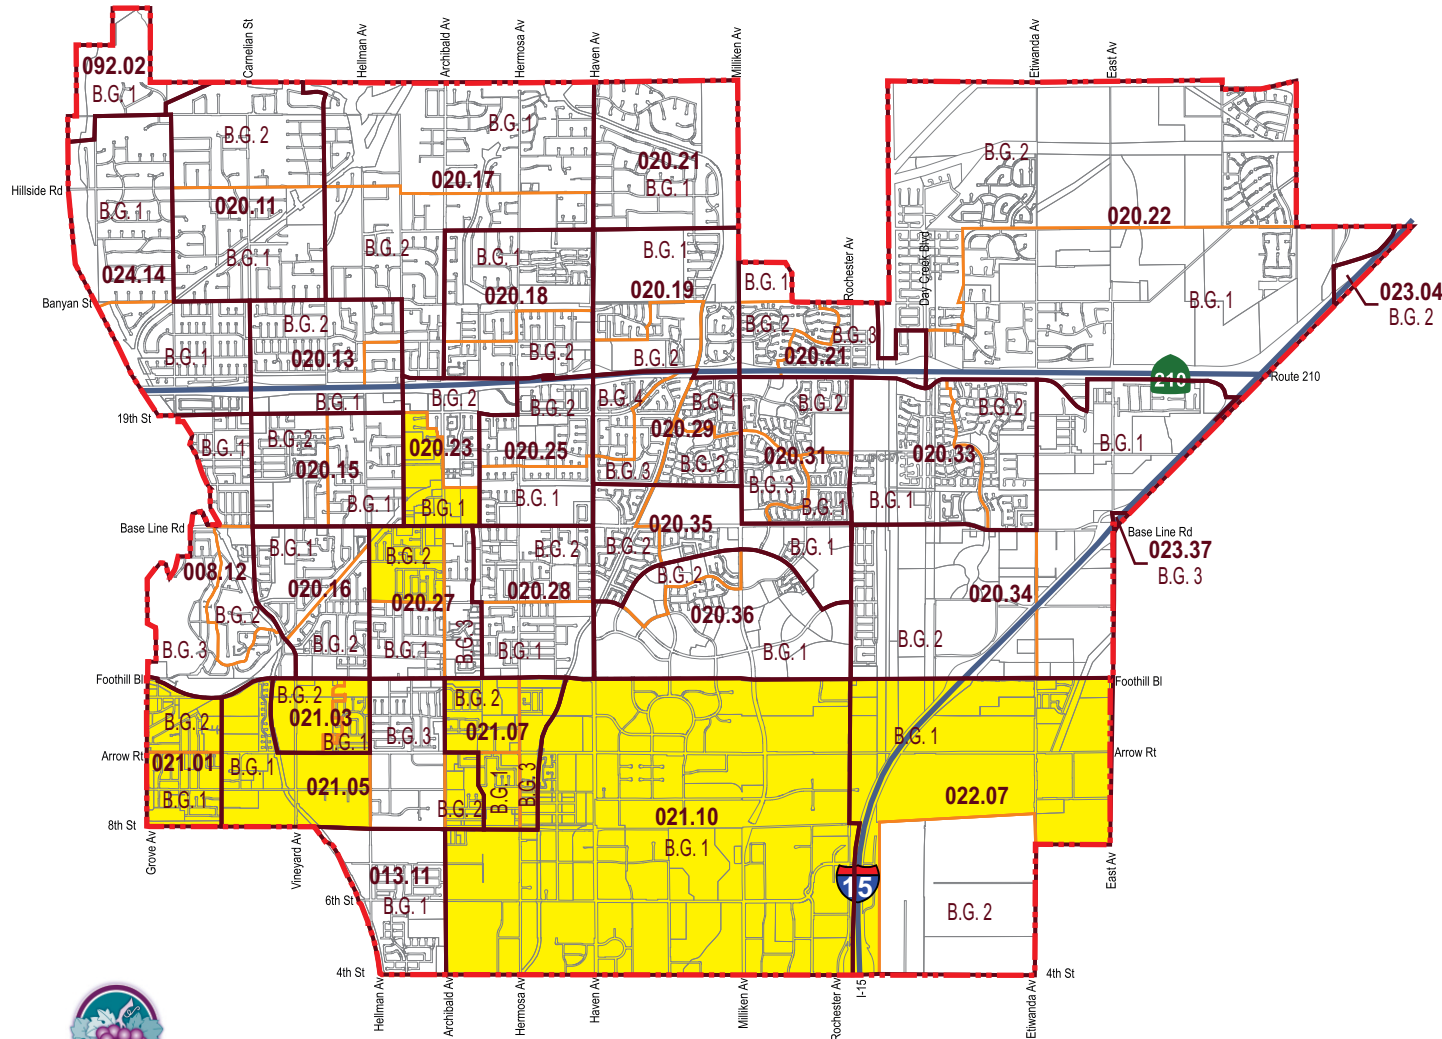 Carnelian St
Hellman Av
Archibald Av
Hermosa Av
Haven Av
Milliken Av
Etiwanda Av
East Av
092.02
B.G. 1
B.G. 2
B.G. 1
B.G. 2
020.21
B.G. 1
020.17
Hillside Rd
020.11
B.G. 1
020.22
B.G. 2
B.G. 1
B.G. 1
B.G. 1
Rochester Av
Day Creek Blvd
024.14
B.G. 1
020.18
020.19
B.G. 1
023.04
B.G. 2
Banyan St
B.G. 2
B.G. 2
B.G. 3
B.G. 1
020.13
B.G. 2
B.G. 2
020.21
210
Route 210
B.G. 1
B.G. 2
B.G. 2
B.G. 4
B.G. 1
B.G. 2
B.G. 2
19th St
B.G. 1
B.G. 2
020.23
020.25
020.29
020.31
020.33
B.G. 1
020.15
B.G. 3
B.G. 2
B.G. 3
B.G. 1
B.G. 1
B.G. 1
B.G. 1
B.G. 1
Base Line Rd
020.35
Base Line Rd
B.G. 1
B.G. 2
B.G. 2
B.G. 2
B.G. 1
023.37
B.G. 3
008.12
020.16
020.27
020.28
B.G. 2
020.34
B.G. 2
020.36
B.G. 3
B.G. 2
B.G. 1
B.G. 3
B.G. 1
B.G. 1
B.G. 2
Foothill Bl
Foothill Bl
B.G. 2
B.G. 2
B.G. 2
021.03
021.07
B.G. 1
B.G. 3
B.G. 1
Arrow Rt
Arrow Rt
021.01
B.G. 1
B.G. 1
B.G. 3
021.05
022.07
B.G. 1
B.G. 2
021.10
8th St
B.G. 1
Grove Av
Vineyard Av
East Av
013.11
15
6th St
B.G. 1
B.G. 2
4th St
4th St
Hellman Av
Archibald Av
Hermosa Av
Haven Av
Milliken Av
Rochester Av
I-15
Etiwanda Av